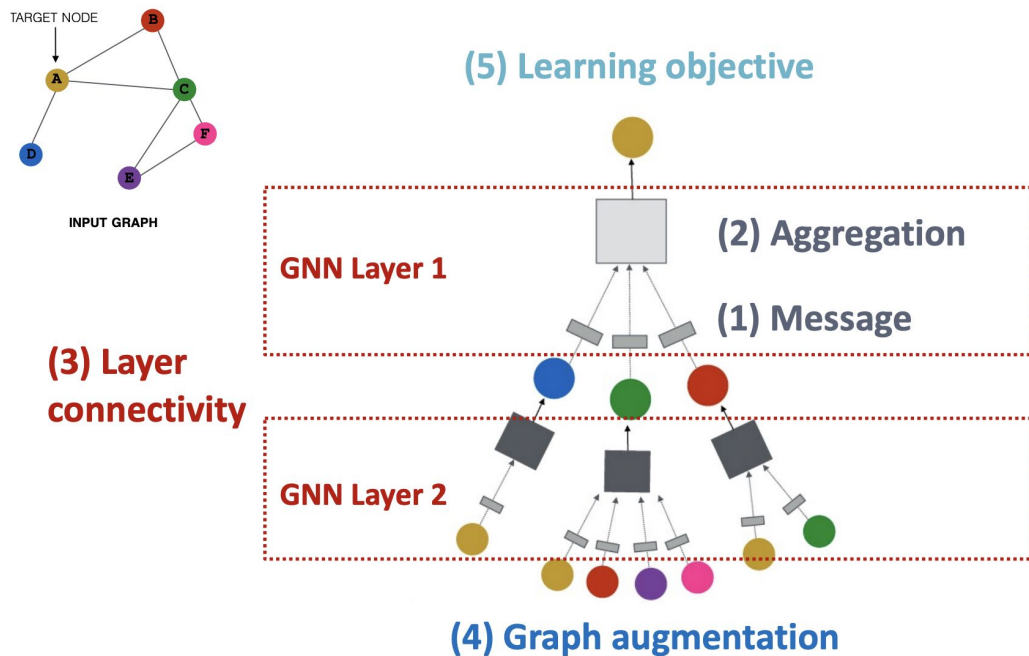 TARGET NODE
B
A
C
F
D
E
INPUT GRAPH
(5) Learning objective
GNN Layer 1
(2) Aggregation
(1) Message
(3) Layer
connectivity
GNN Layer 2
(4) Graph augmentation